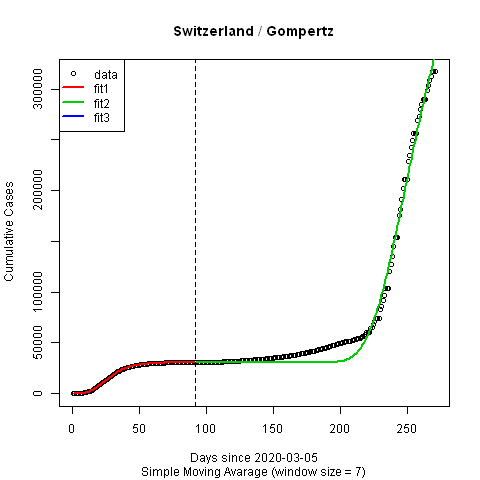 Switzerland / Gompertz
data
fit1
fit2
fit3
Cumulative Cases
0
50000
100000
200000
300000
0
50
100
150
200
250
Days since 2020-03-05
Simple Moving Avarage (window size = 7)